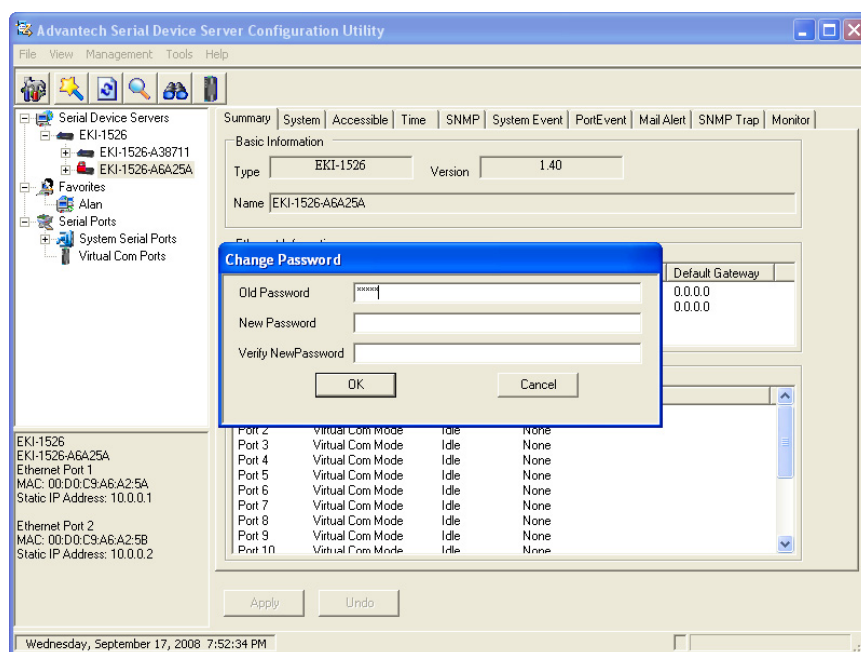 Advantech Serial Device Server Configuration Utility
File View Management Tools Help
Serial Device Servers
EKI-1526
EKI-1526-A38711
EKI-1526-A6A25A
Favorites
Alan
Serial Ports
System Serial Ports
Virtual Com Ports
EKI-1526
EKI-1526-A6A25A
Ethernet Port 1
MAC: 00:D0:C9:A6:A2:5A
Static IP Address: 10.0.0.1
Ethernet Port 2
MAC: 00:D0:C9:A6:A2:5B
Static IP Address: 10.0.0.2
Summary System Accessible Time SNMP System Event PortEvent Mail Alert SNMP Trap Monitor
Basic Information
Type EKI-1526 Version 1.40
Name EKI-1526-A6A25A
Default Gateway
0.0.0.0
0.0.0.0
Change Password
Old Password *****
New Password
Verify NewPassword
OK Cancel
Port 2 Virtual Com Mode Idle None
Port 3 Virtual Com Mode Idle None
Port 4 Virtual Com Mode Idle None
Port 5 Virtual Com Mode Idle None
Port 6 Virtual Com Mode Idle None
Port 7 Virtual Com Mode Idle None
Port 8 Virtual Com Mode Idle None
Port 9 Virtual Com Mode Idle None
Port 10 Virtual Com Mode Idle None
Apply Undo
Wednesday, September 17, 2008 7:52:34 PM